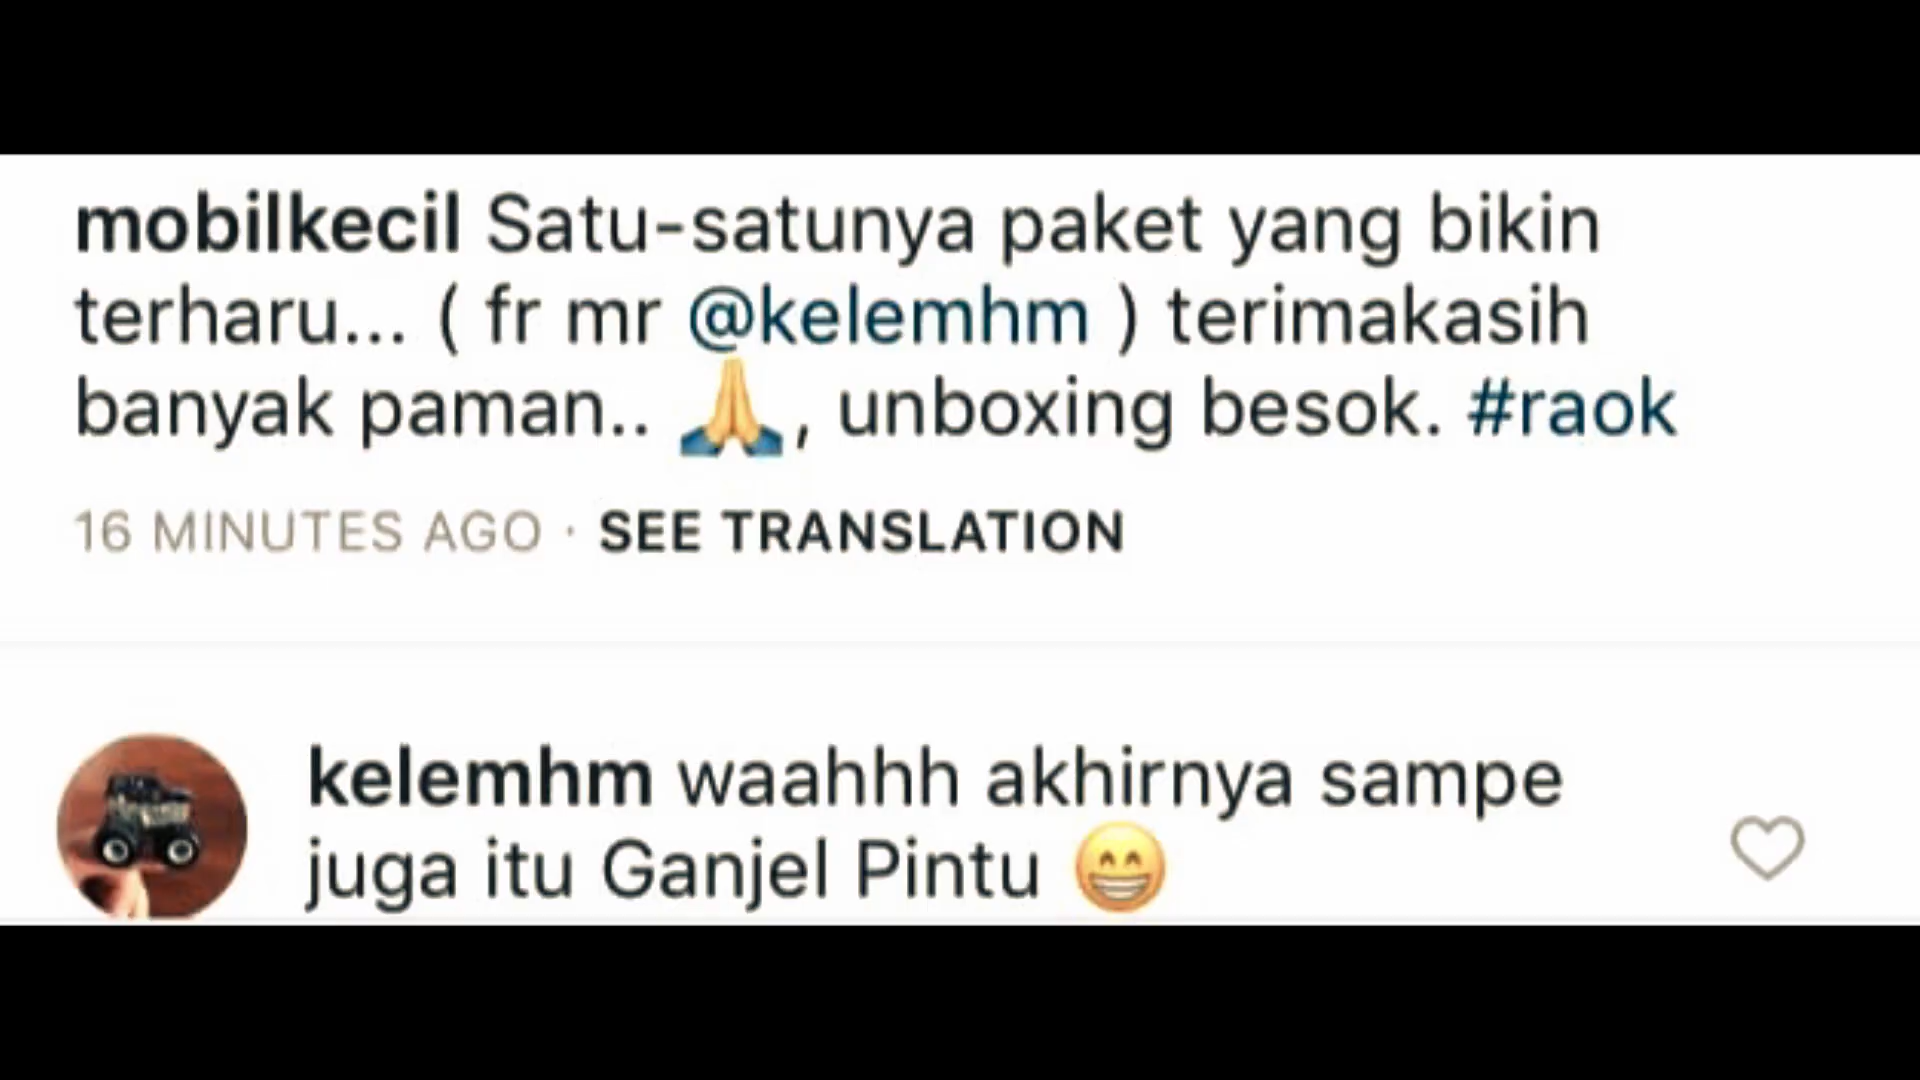 mobilkecil Satu-satunya paket yang bikin
terharu... ( fr mr @kelemhm ) terimakasih
banyak paman.. 🙏, unboxing besok. #raok
16 MINUTES AGO · SEE TRANSLATION
kelemhm waahhh akhirnya sampe
juga itu Ganjel Pintu 😁